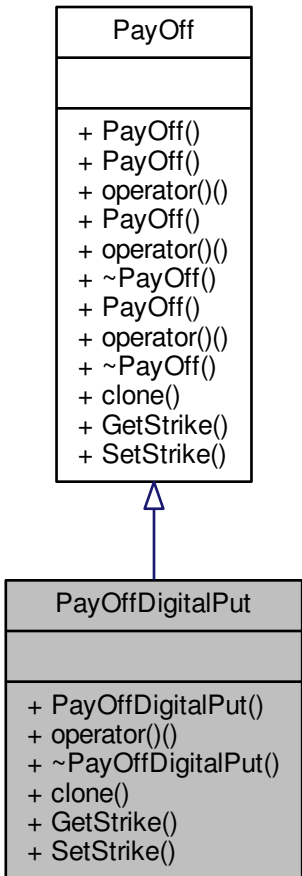 PayOff
+ PayOff()
+ PayOff()
+ operator()()
+ PayOff()
+ operator()()
+ ~PayOff()
+ PayOff()
+ operator()()
+ ~PayOff()
+ clone()
+ GetStrike()
+ SetStrike()
PayOffDigitalPut
+ PayOffDigitalPut()
+ operator()()
+ ~PayOffDigitalPut()
+ clone()
+ GetStrike()
+ SetStrike()